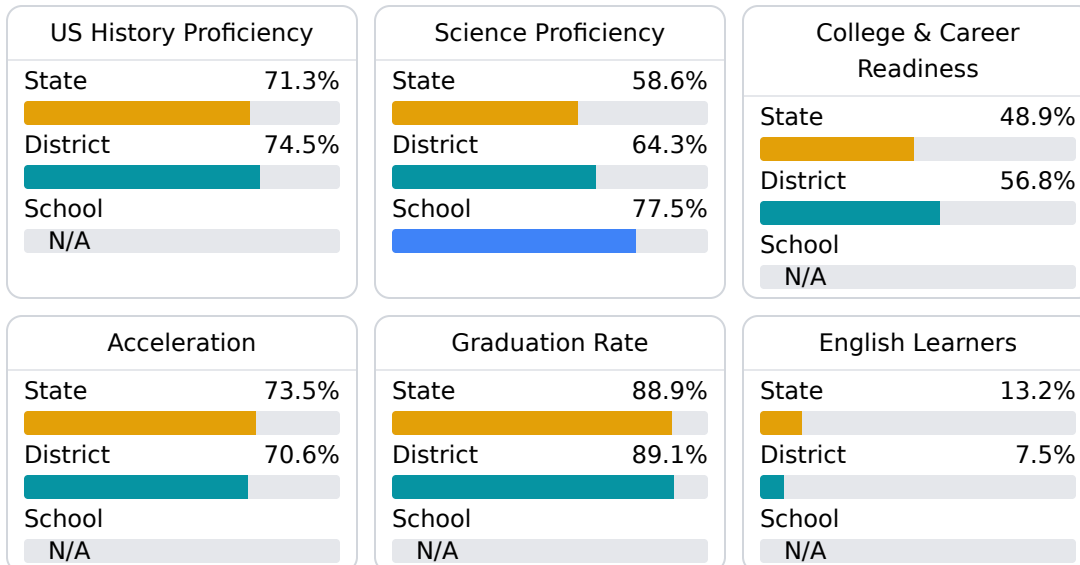 US History Proficiency
State 71.3%
District 74.5%
School
N/A
Science Proficiency
State 58.6%
District 64.3%
School 77.5%
College & Career
Readiness
State 48.9%
District 56.8%
School
N/A
Acceleration
State 73.5%
District 70.6%
School
N/A
Graduation Rate
State 88.9%
District 89.1%
School
N/A
English Learners
State 13.2%
District 7.5%
School
N/A